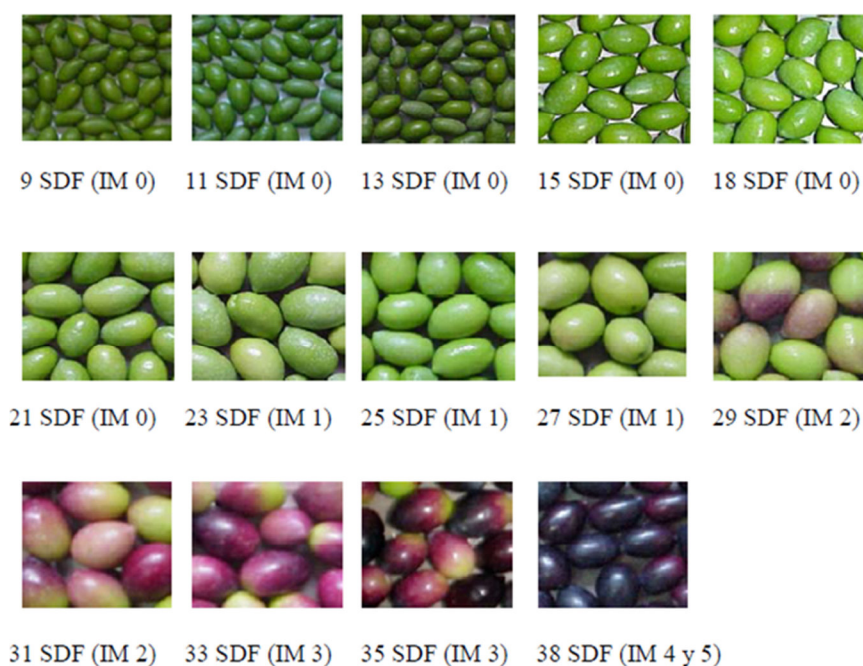 9 SDF (IM 0) 11 SDF (IM 0) 13 SDF (IM 0) 15 SDF (IM 0) 18 SDF (IM 0)
21 SDF (IM 0) 23 SDF (IM 1) 25 SDF (IM 1) 27 SDF (IM 1) 29 SDF (IM 2)
31 SDF (IM 2) 33 SDF (IM 3) 35 SDF (IM 3) 38 SDF (IM 4 y 5)